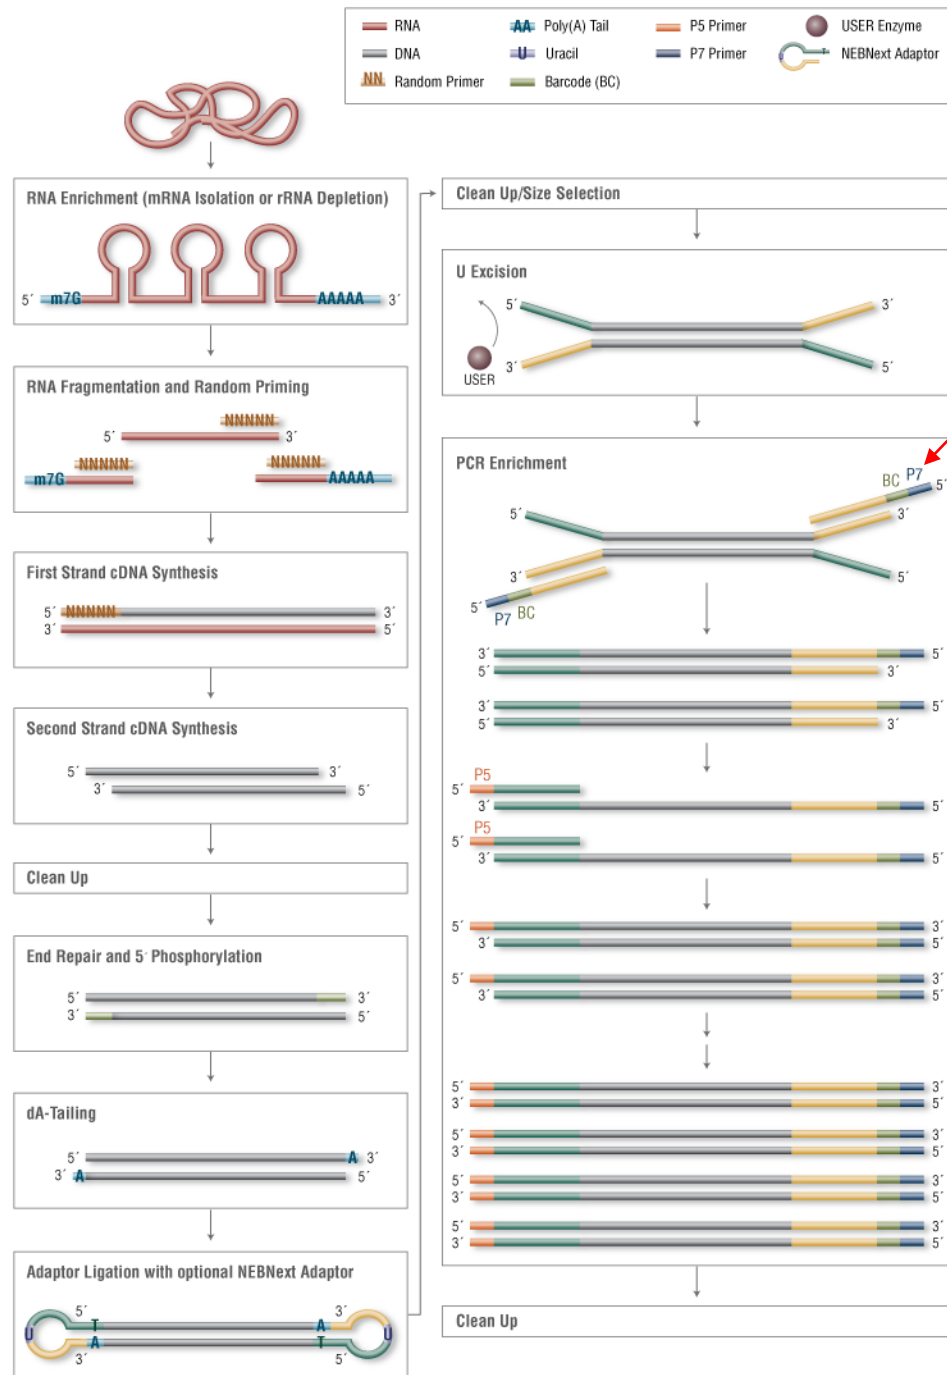 RNA
DNA
NN Random Primer
AA Poly(A) Tail
U Uracil
Barcode (BC)
P5 Primer
P7 Primer
USER Enzyme
T U NEBNext Adaptor
RNA Enrichment (mRNA Isolation or rRNA Depletion)
5´ m7G AAAAA 3´
RNA Fragmentation and Random Priming
NNNNN
5´ 3´
NNNNN NNNNN
m7G AAAAA
First Strand cDNA Synthesis
5´ NNNNN 3´
3´ 5´
Second Strand cDNA Synthesis
5´ 3´
3´ 5´
Clean Up
End Repair and 5´ Phosphorylation
5´ 3´
3´ 5´
dA-Tailing
5´ A 3´
3´ A 5´
Adaptor Ligation with optional NEBNext Adaptor
5´ 3´
T A
U U
A T
3´ 5´
Clean Up/Size Selection
U Excision
5´ 3´
3´ 5´
USER
PCR Enrichment
BC P7 5´
5´ 3´
3´ 5´
5´ P7 BC
3´ 5´
5´ 3´
3´ 5´
5´ 3´
P5
5´
3´ 5´
P5
5´
3´ 5´
5´ 3´
3´ 5´
5´ 3´
3´ 5´
5´ 3´
3´ 5´
5´ 3´
3´ 5´
5´ 3´
3´ 5´
5´ 3´
3´ 5´
Clean Up